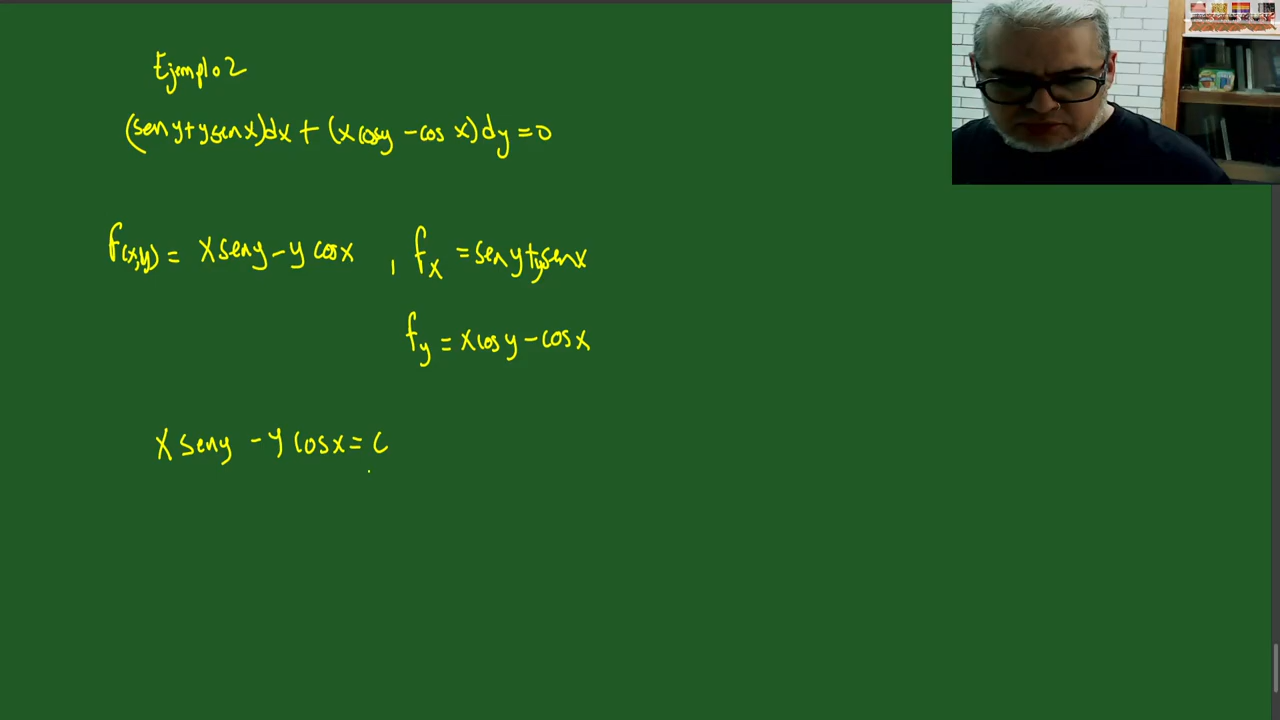 Ejemplo 2
(sen y + y sen x)dx + (x cos y - cos x) dy = 0
f(x,y) = x sen y - y cos x , fx = sen y + y sen x
fy = x cos y - cos x
x sen y - y cos x = c